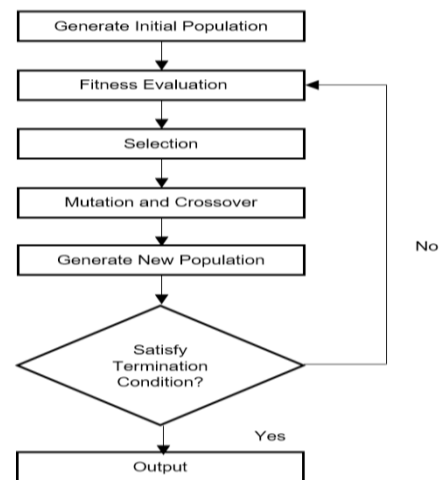 Generate Initial Population
Fitness Evaluation
Selection
Mutation and Crossover
Generate New Population
No
Satisfy
Termination
Condition?
Yes
Output